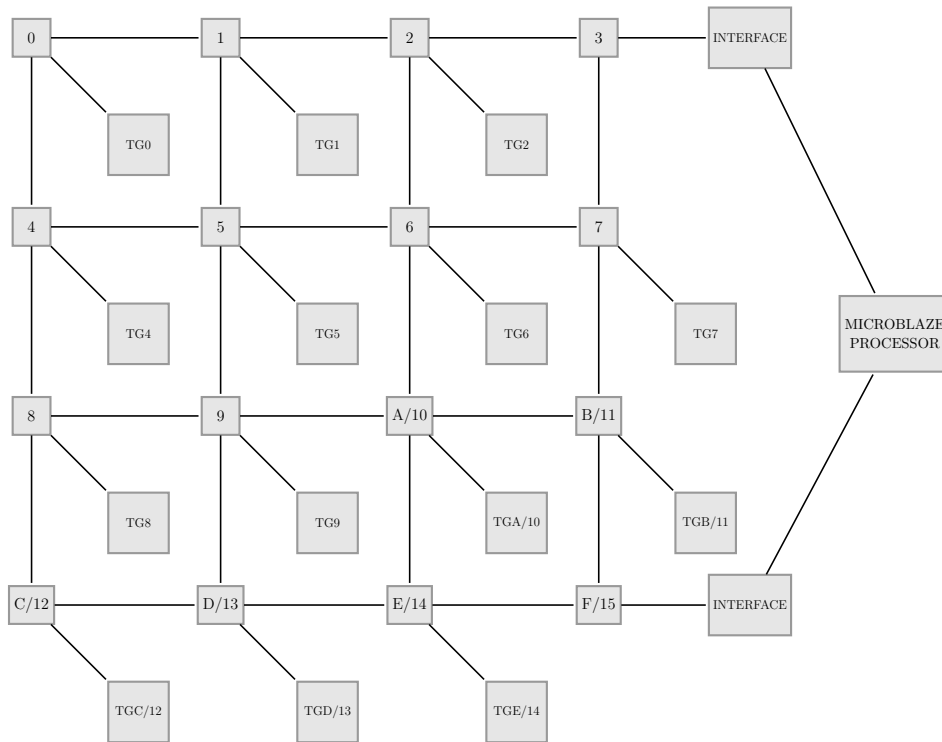 0
1
2
3
INTERFACE
TG0
TG1
TG2
4
5
6
7
TG4
TG5
TG6
TG7
MICROBLAZE
PROCESSOR
8
9
A/10
B/11
TG8
TG9
TGA/10
TGB/11
C/12
D/13
E/14
F/15
INTERFACE
TGC/12
TGD/13
TGE/14